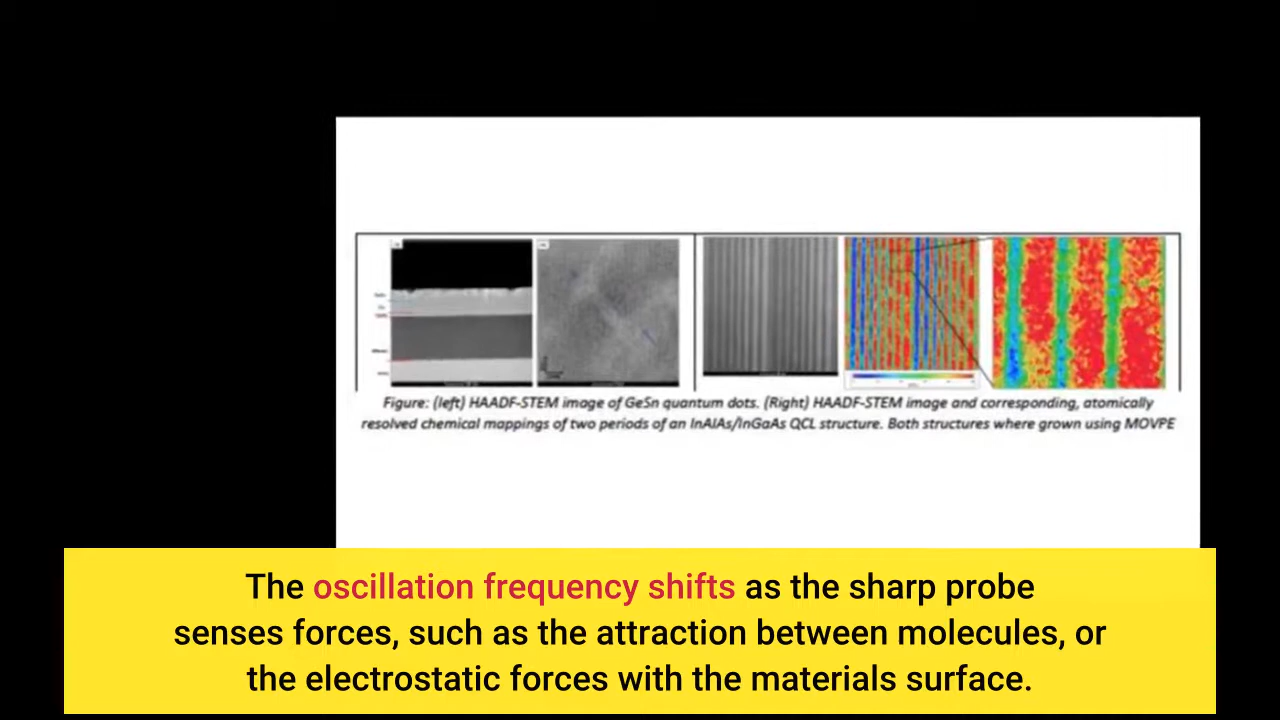 Figure: (left) HAADF-STEM image of GeSn quantum dots. (Right) HAADF-STEM image and corresponding, atomically
resolved chemical mappings of two periods of an InAlAs/InGaAs QCL structure. Both structures where grown using MOVPE
The oscillation frequency shifts as the sharp probe
senses forces, such as the attraction between molecules, or
the electrostatic forces with the materials surface.